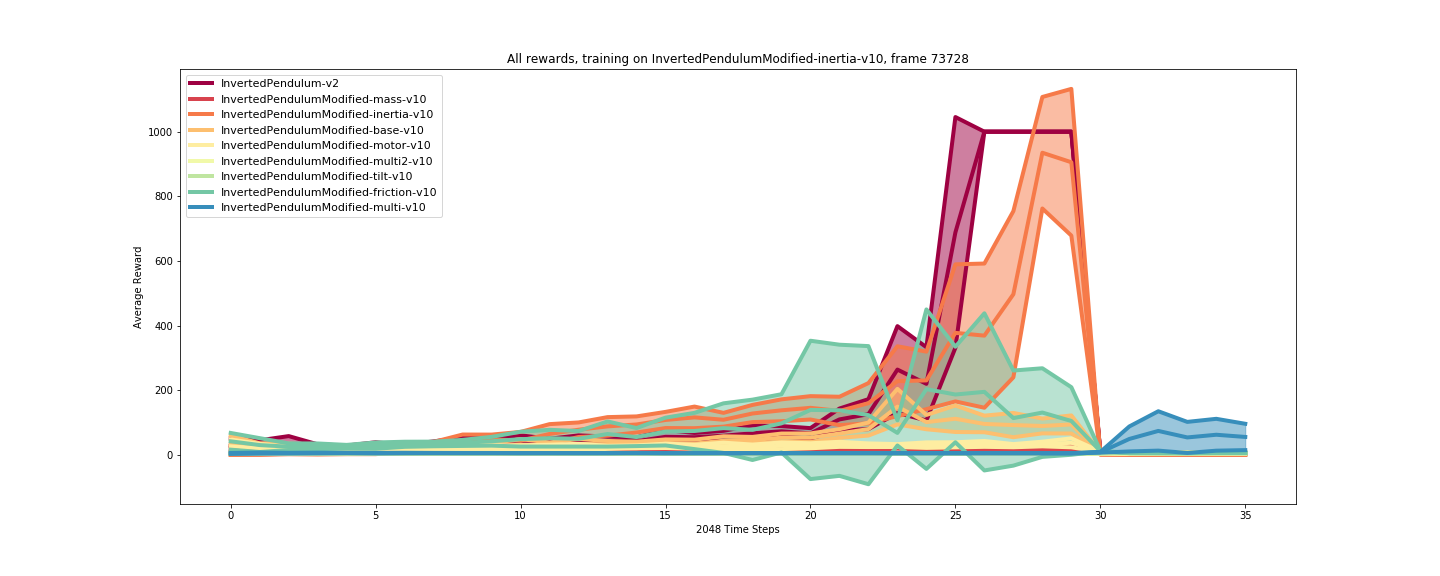 All rewards, training on InvertedPendulumModified-inertia-v10, frame 73728
InvertedPendulum-v2
InvertedPendulumModified-mass-v10
InvertedPendulumModified-inertia-v10
InvertedPendulumModified-base-v10
InvertedPendulumModified-motor-v10
InvertedPendulumModified-multi2-v10
InvertedPendulumModified-tilt-v10
InvertedPendulumModified-friction-v10
InvertedPendulumModified-multi-v10
1000
800
600
400
200
0
Average Reward
0 5 10 15 20 25 30 35
2048 Time Steps